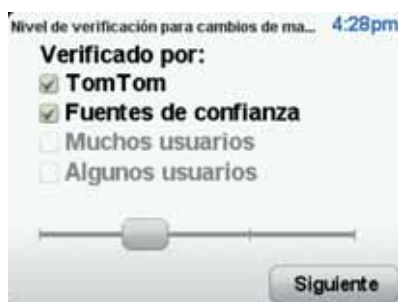 Nivel de verificación para cambios de ma... 4:28pm
Verificado por:
TomTom
Fuentes de confianza
Muchos usuarios
Algunos usuarios
Siguiente